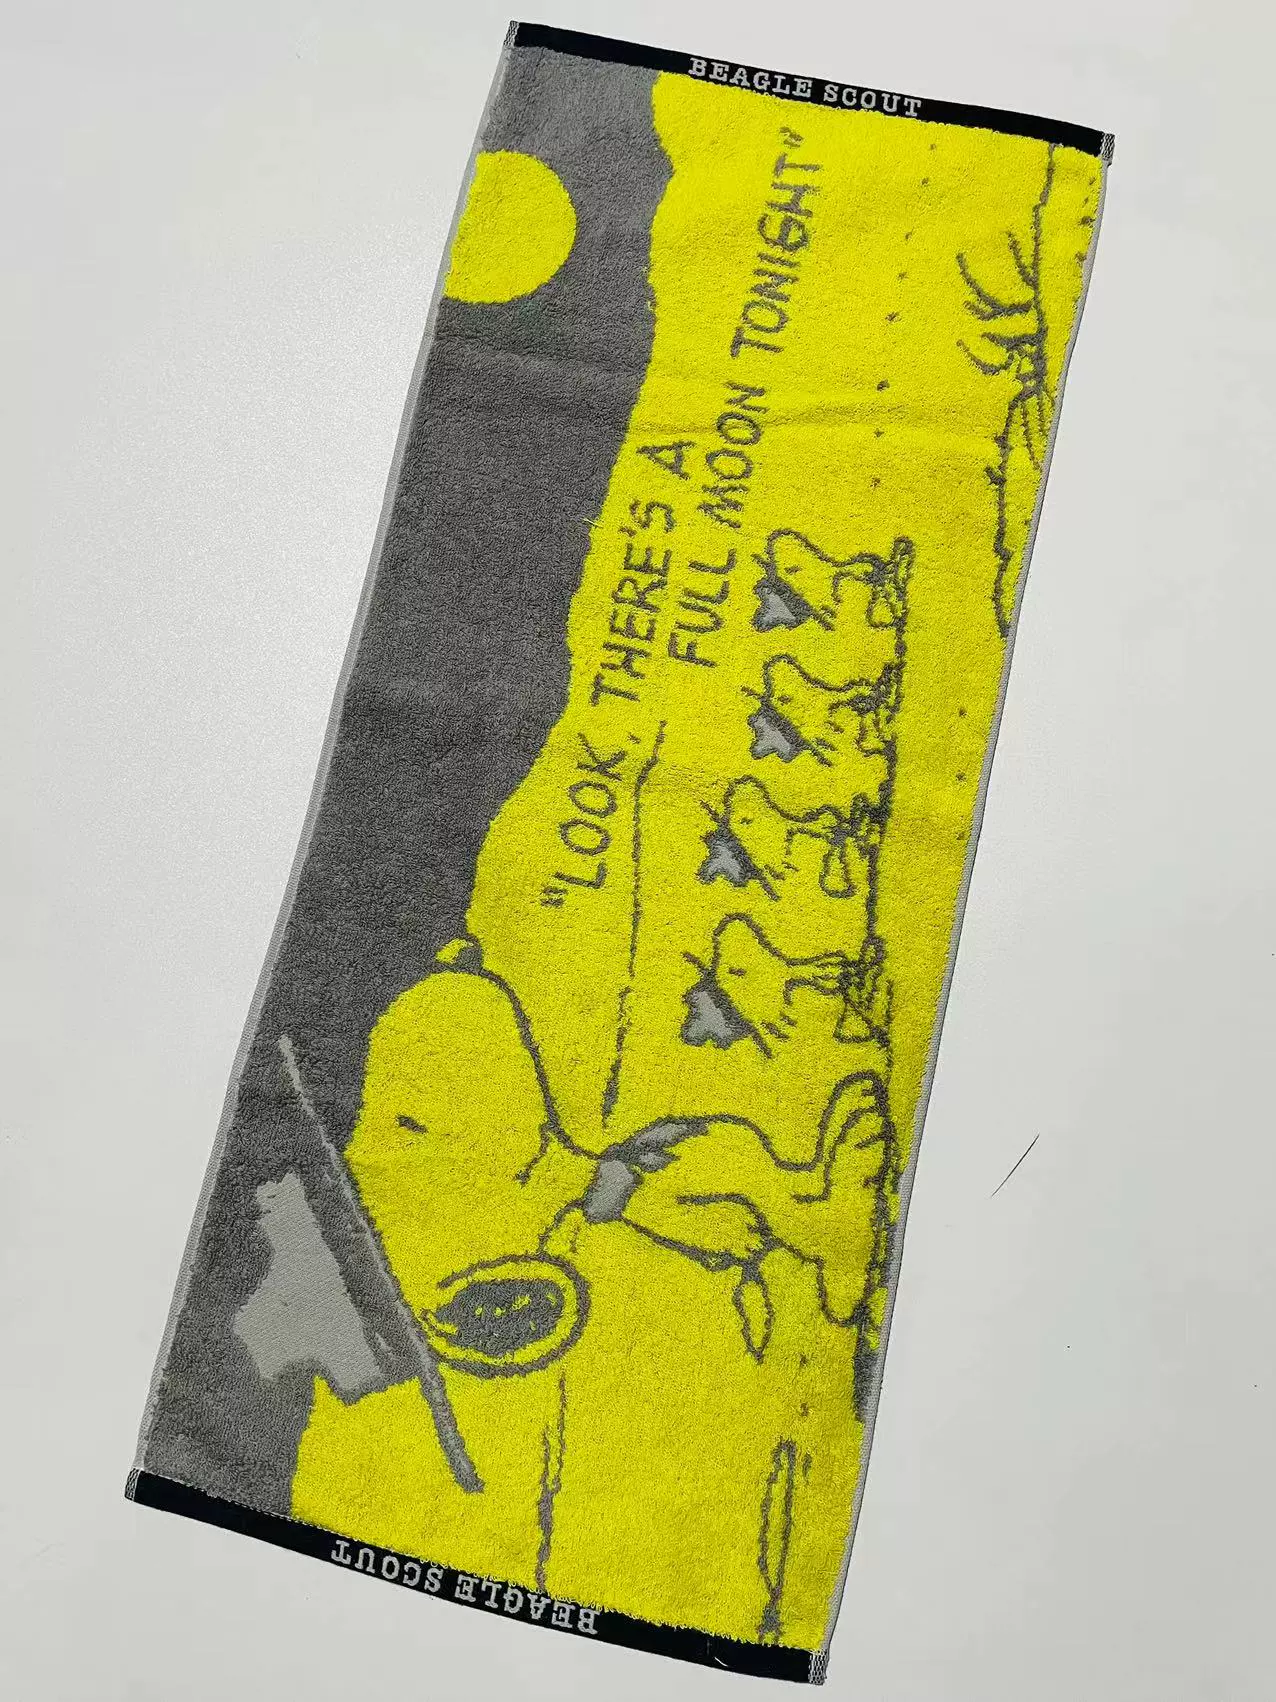 BEAGLE SCOUT
"LOOK, THERE'S A
FULL MOON TONIGHT"
BEAGLE SCOUT